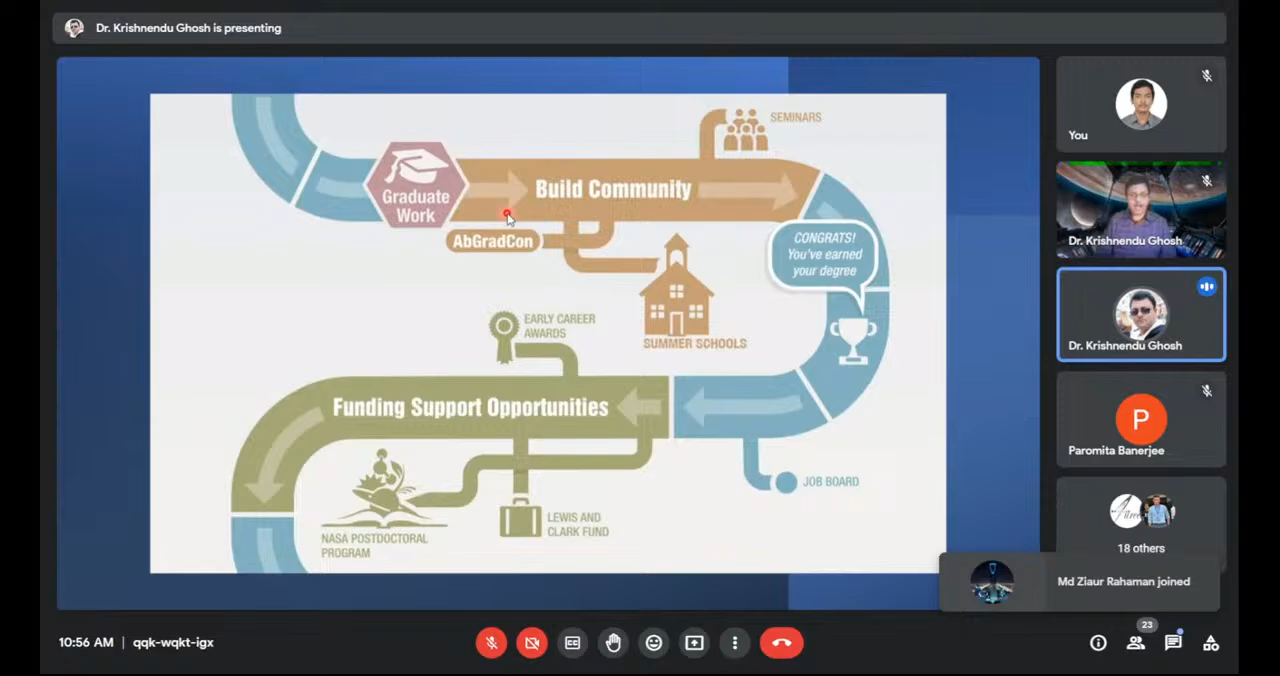 Dr. Krishnendu Ghosh is presenting
SEMINARS
Graduate
Work
Build Community
AbGradCon
CONGRATS!
You've earned
your degree
SUMMER SCHOOLS
EARLY CAREER
AWARDS
Funding Support Opportunities
JOB BOARD
NASA POSTDOCTORAL
PROGRAM
LEWIS AND
CLARK FUND
You
Dr. Krishnendu Ghosh
Dr. Krishnendu Ghosh
P
Paromita Banerjee
18 others
Md Ziaur Rahaman joined
10:56 AM | qqk-wqkt-igx
23